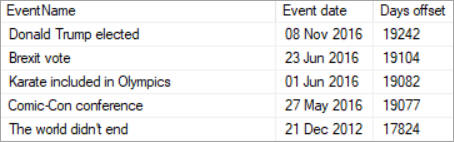 EventName Event date Days offset
Donald Trump elected 08 Nov 2016 19242
Brexit vote 23 Jun 2016 19104
Karate included in Olympics 01 Jun 2016 19082
Comic-Con conference 27 May 2016 19077
The world didn't end 21 Dec 2012 17824